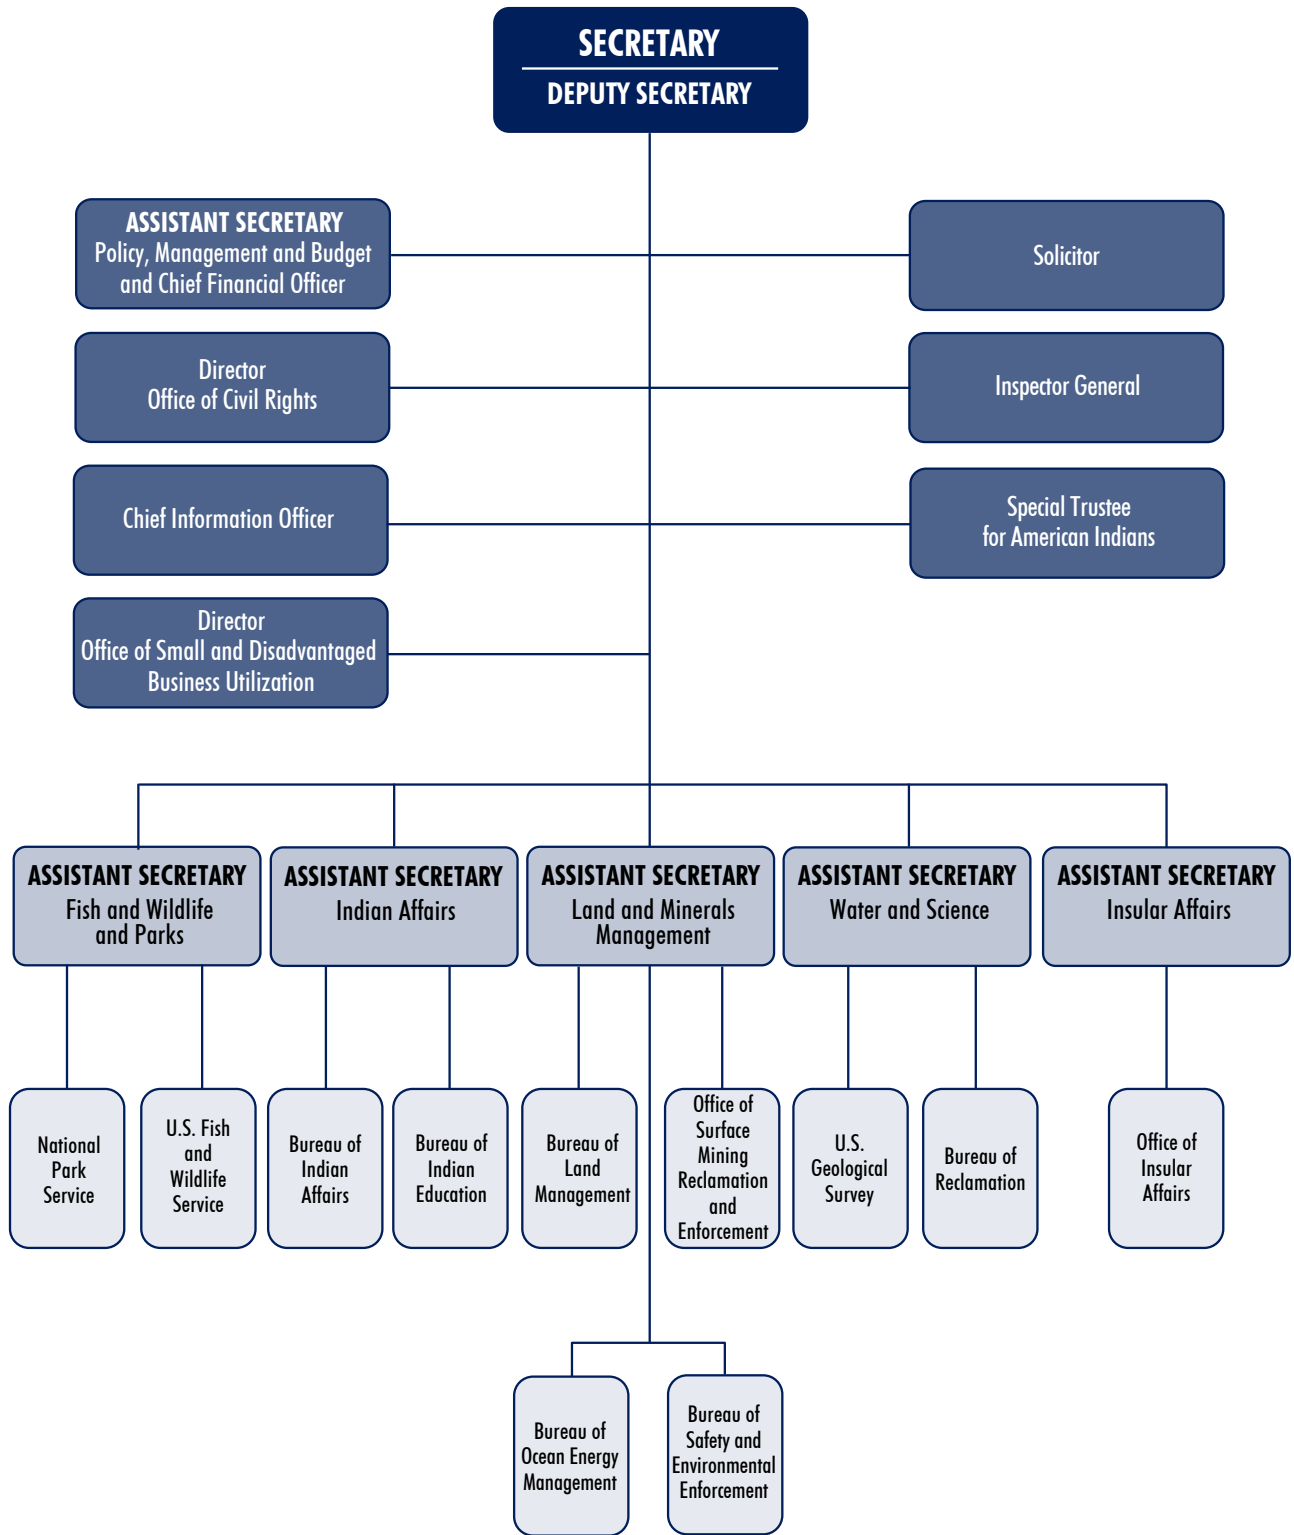 SECRETARY
DEPUTY SECRETARY
ASSISTANT SECRETARY
Policy, Management and Budget
and Chief Financial Officer
Solicitor
Director
Office of Civil Rights
Inspector General
Chief Information Officer
Special Trustee
for American Indians
Director
Office of Small and Disadvantaged
Business Utilization
ASSISTANT SECRETARY
Fish and Wildlife
and Parks
ASSISTANT SECRETARY
Indian Affairs
ASSISTANT SECRETARY
Land and Minerals
Management
ASSISTANT SECRETARY
Water and Science
ASSISTANT SECRETARY
Insular Affairs
National
Park
Service
U.S. Fish
and
Wildlife
Service
Bureau of
Indian
Affairs
Bureau of
Indian
Education
Bureau of
Land
Management
Office of
Surface
Mining
Reclamation
and
Enforcement
U.S.
Geological
Survey
Bureau of
Reclamation
Office of
Insular
Affairs
Bureau of
Ocean Energy
Management
Bureau of
Safety and
Environmental
Enforcement